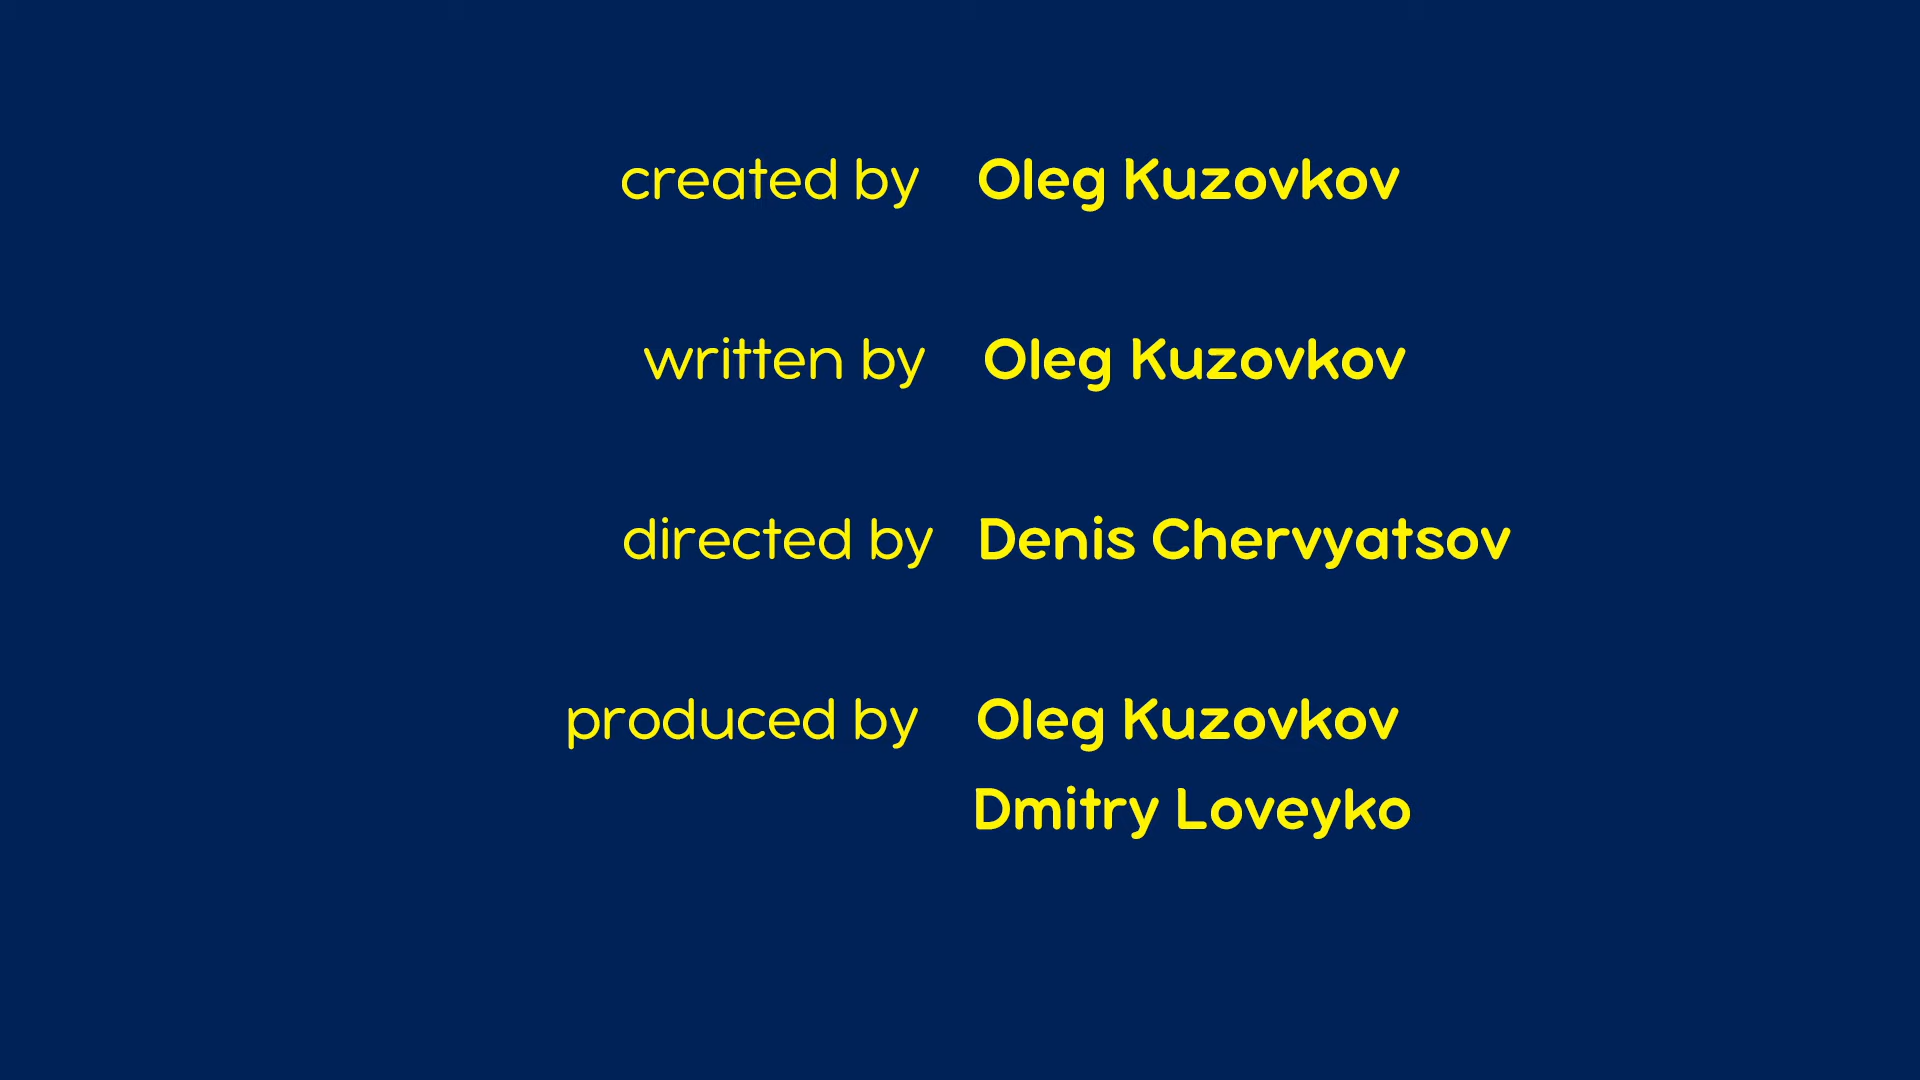 created by Oleg Kuzovkov
written by Oleg Kuzovkov
directed by Denis Chervyatsov
produced by Oleg Kuzovkov
Dmitry Loveyko